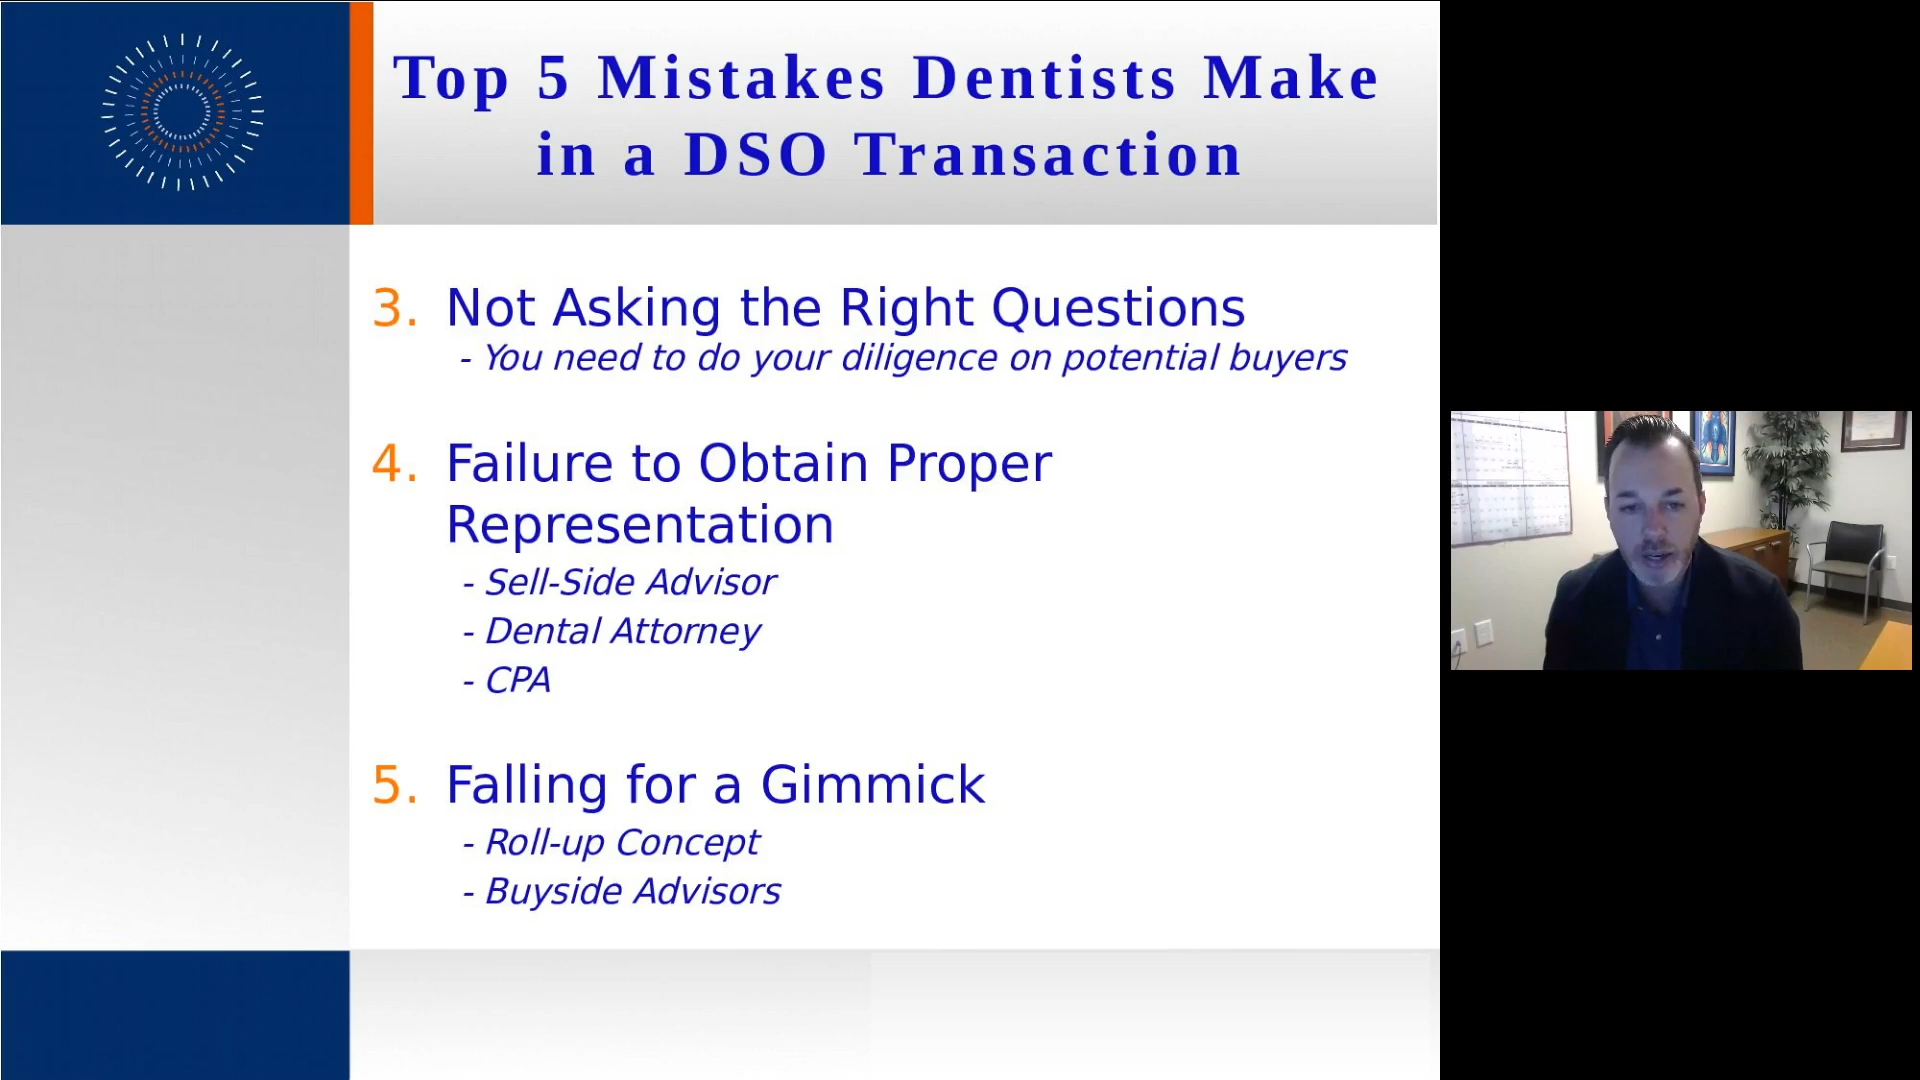 Top 5 Mistakes Dentists Make
in a DSO Transaction
3. Not Asking the Right Questions
- You need to do your diligence on potential buyers
4. Failure to Obtain Proper
Representation
- Sell-Side Advisor
- Dental Attorney
- CPA
5. Falling for a Gimmick
- Roll-up Concept
- Buyside Advisors